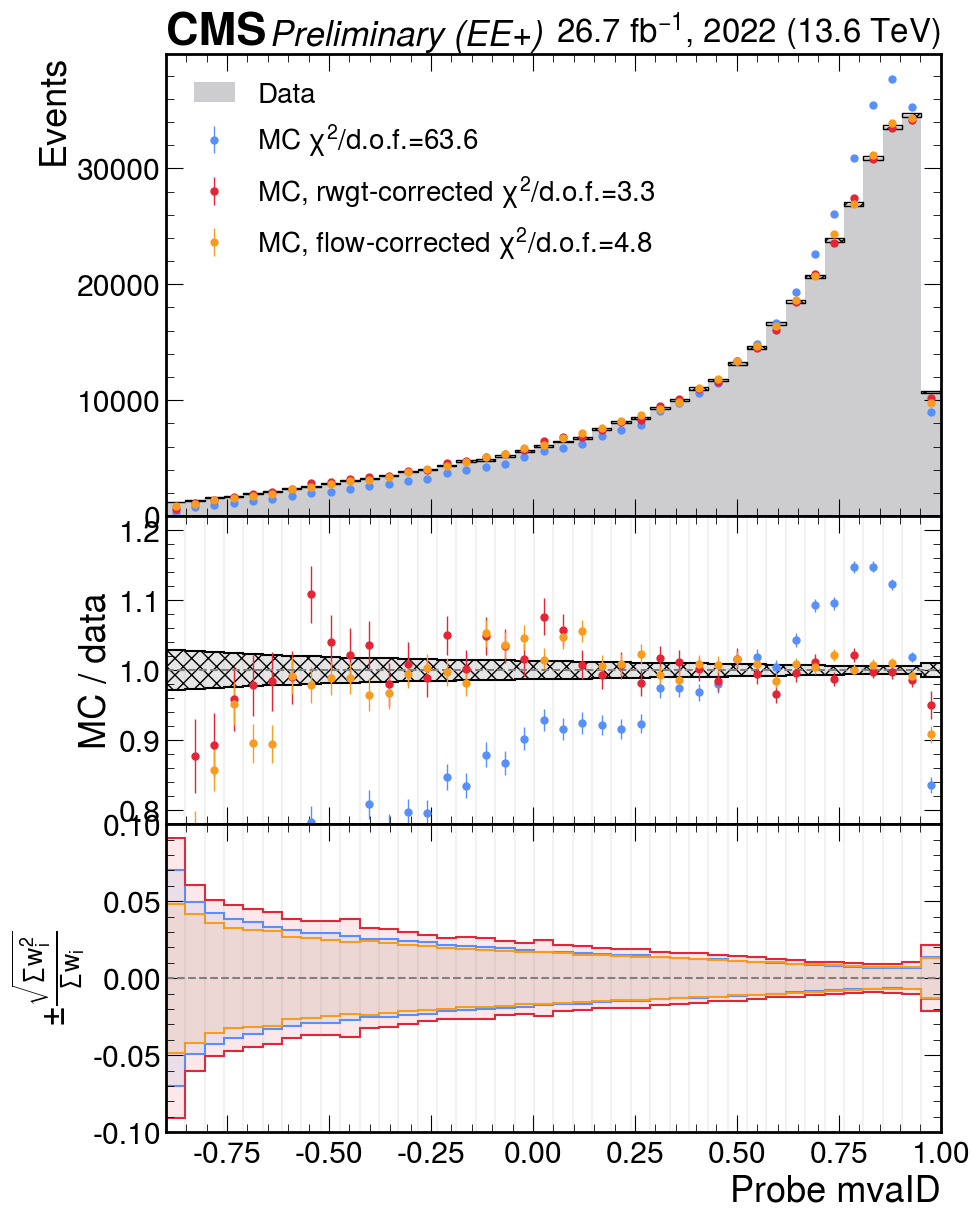 CMS Preliminary (EE+) 26.7 fb⁻¹, 2022 (13.6 TeV)
Events
Data
MC χ²/d.o.f.=63.6
MC, rwgt-corrected χ²/d.o.f.=3.3
MC, flow-corrected χ²/d.o.f.=4.8
30000
20000
10000
0
MC / data
1.2
1.1
1.0
0.9
0.8
± √Σwᵢ² / Σwᵢ
0.10
0.05
0.00
-0.05
-0.10
-0.75 -0.50 -0.25 0.00 0.25 0.50 0.75 1.00
Probe mvaID